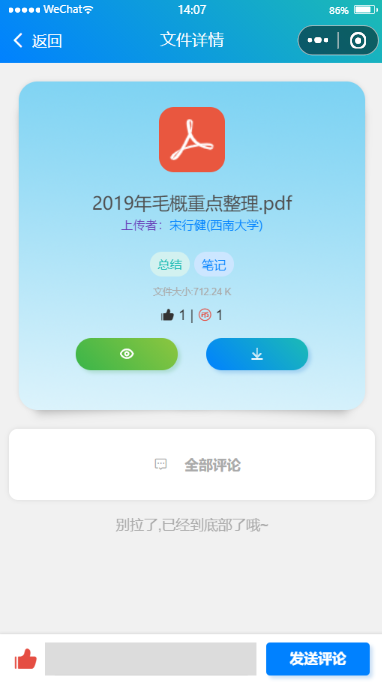 WeChat 14:07 86%
返回 文件详情
2019年毛概重点整理.pdf
上传者：宋行健(西南大学)
总结 笔记
文件大小:712.24 K
1 | 1
全部评论
别拉了,已经到底部了哦~
发送评论